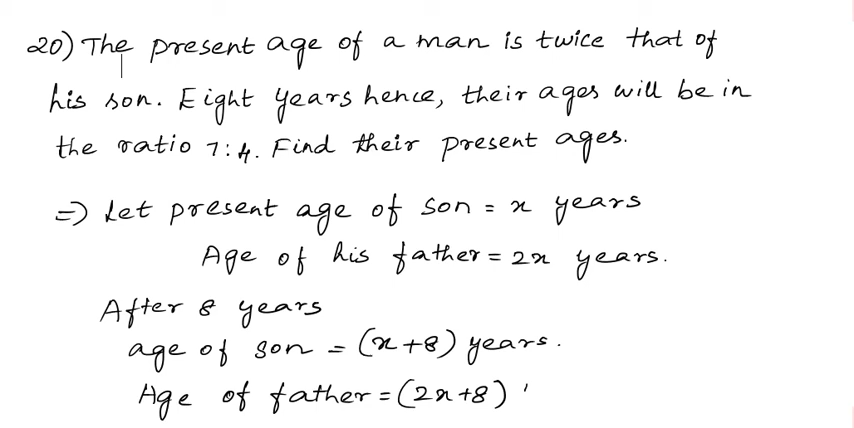 20) The present age of a man is twice that of
his son. Eight years hence, their ages will be in
the ratio 7:4. Find their present ages.
=) Let present age of son = x years
Age of his father = 2x years.
After 8 years
age of son = (x+8) years.
Age of father = (2x+8)